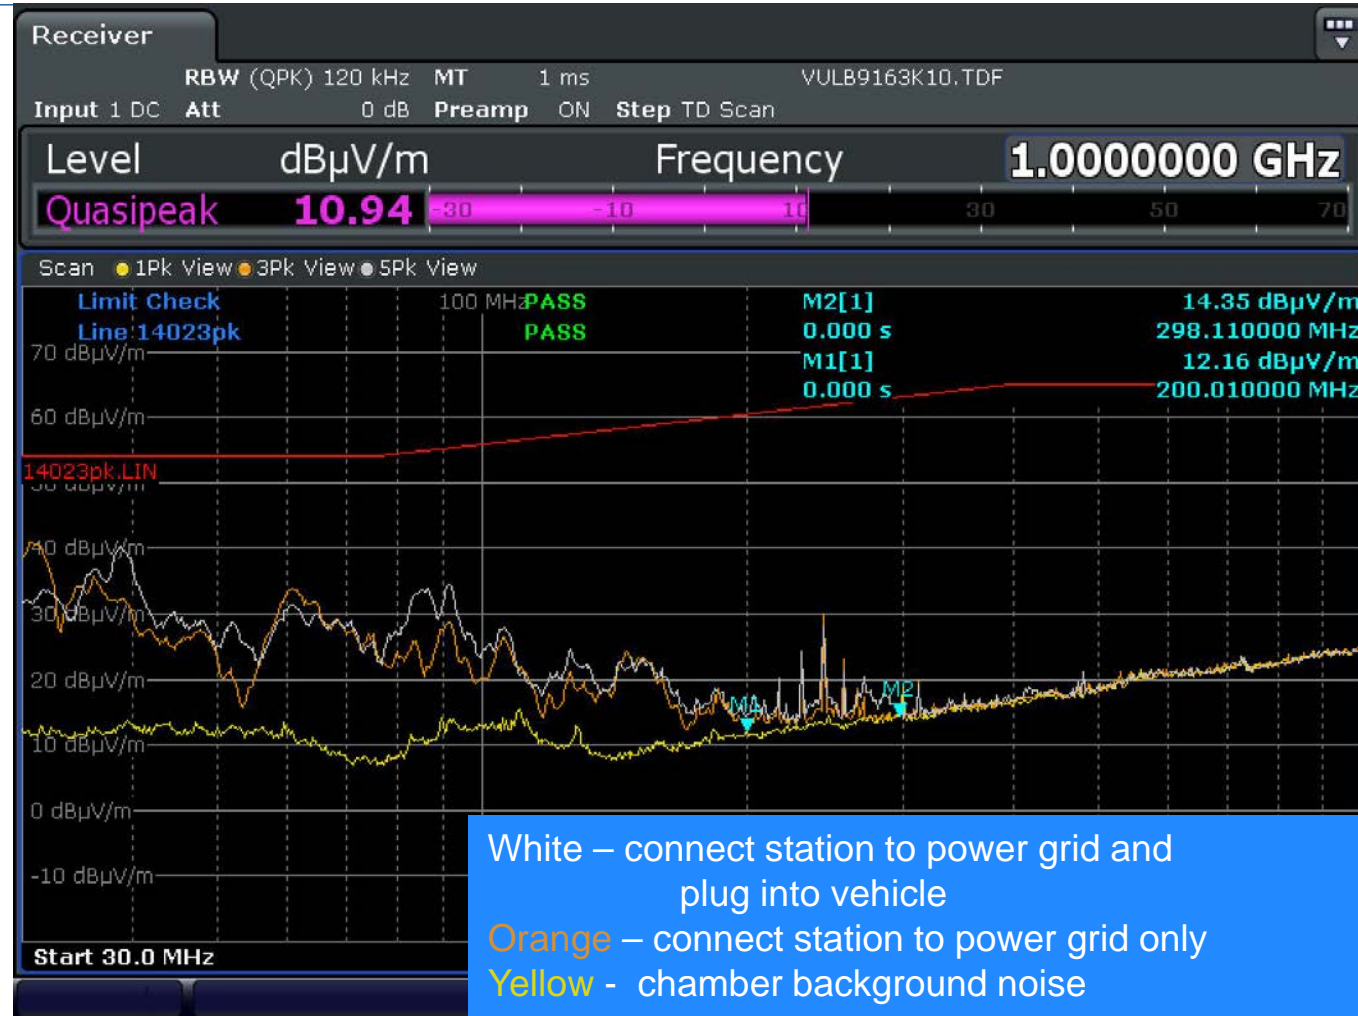 Receiver
RBW (QPK) 120 kHz MT 1 ms VULB9163K10.TDF
Input 1 DC Att 0 dB Preamp ON Step TD Scan
Level dBµV/m Frequency 1.0000000 GHz
Quasipeak 10.94 -30 -10 10 30 50 70
Scan 1Pk View 3Pk View 5Pk View
Limit Check 100 MHz PASS M2[1] 14.35 dBµV/m
Line 14023pk PASS 0.000 s 298.110000 MHz
70 dBµV/m M1[1] 12.16 dBµV/m
0.000 s 200.010000 MHz
60 dBµV/m
14023pk.LIN
50 dBµV/m
40 dBµV/m
30 dBµV/m
20 dBµV/m
M1 M2
10 dBµV/m
0 dBµV/m
-10 dBµV/m
Start 30.0 MHz
White – connect station to power grid and
plug into vehicle
Orange – connect station to power grid only
Yellow - chamber background noise